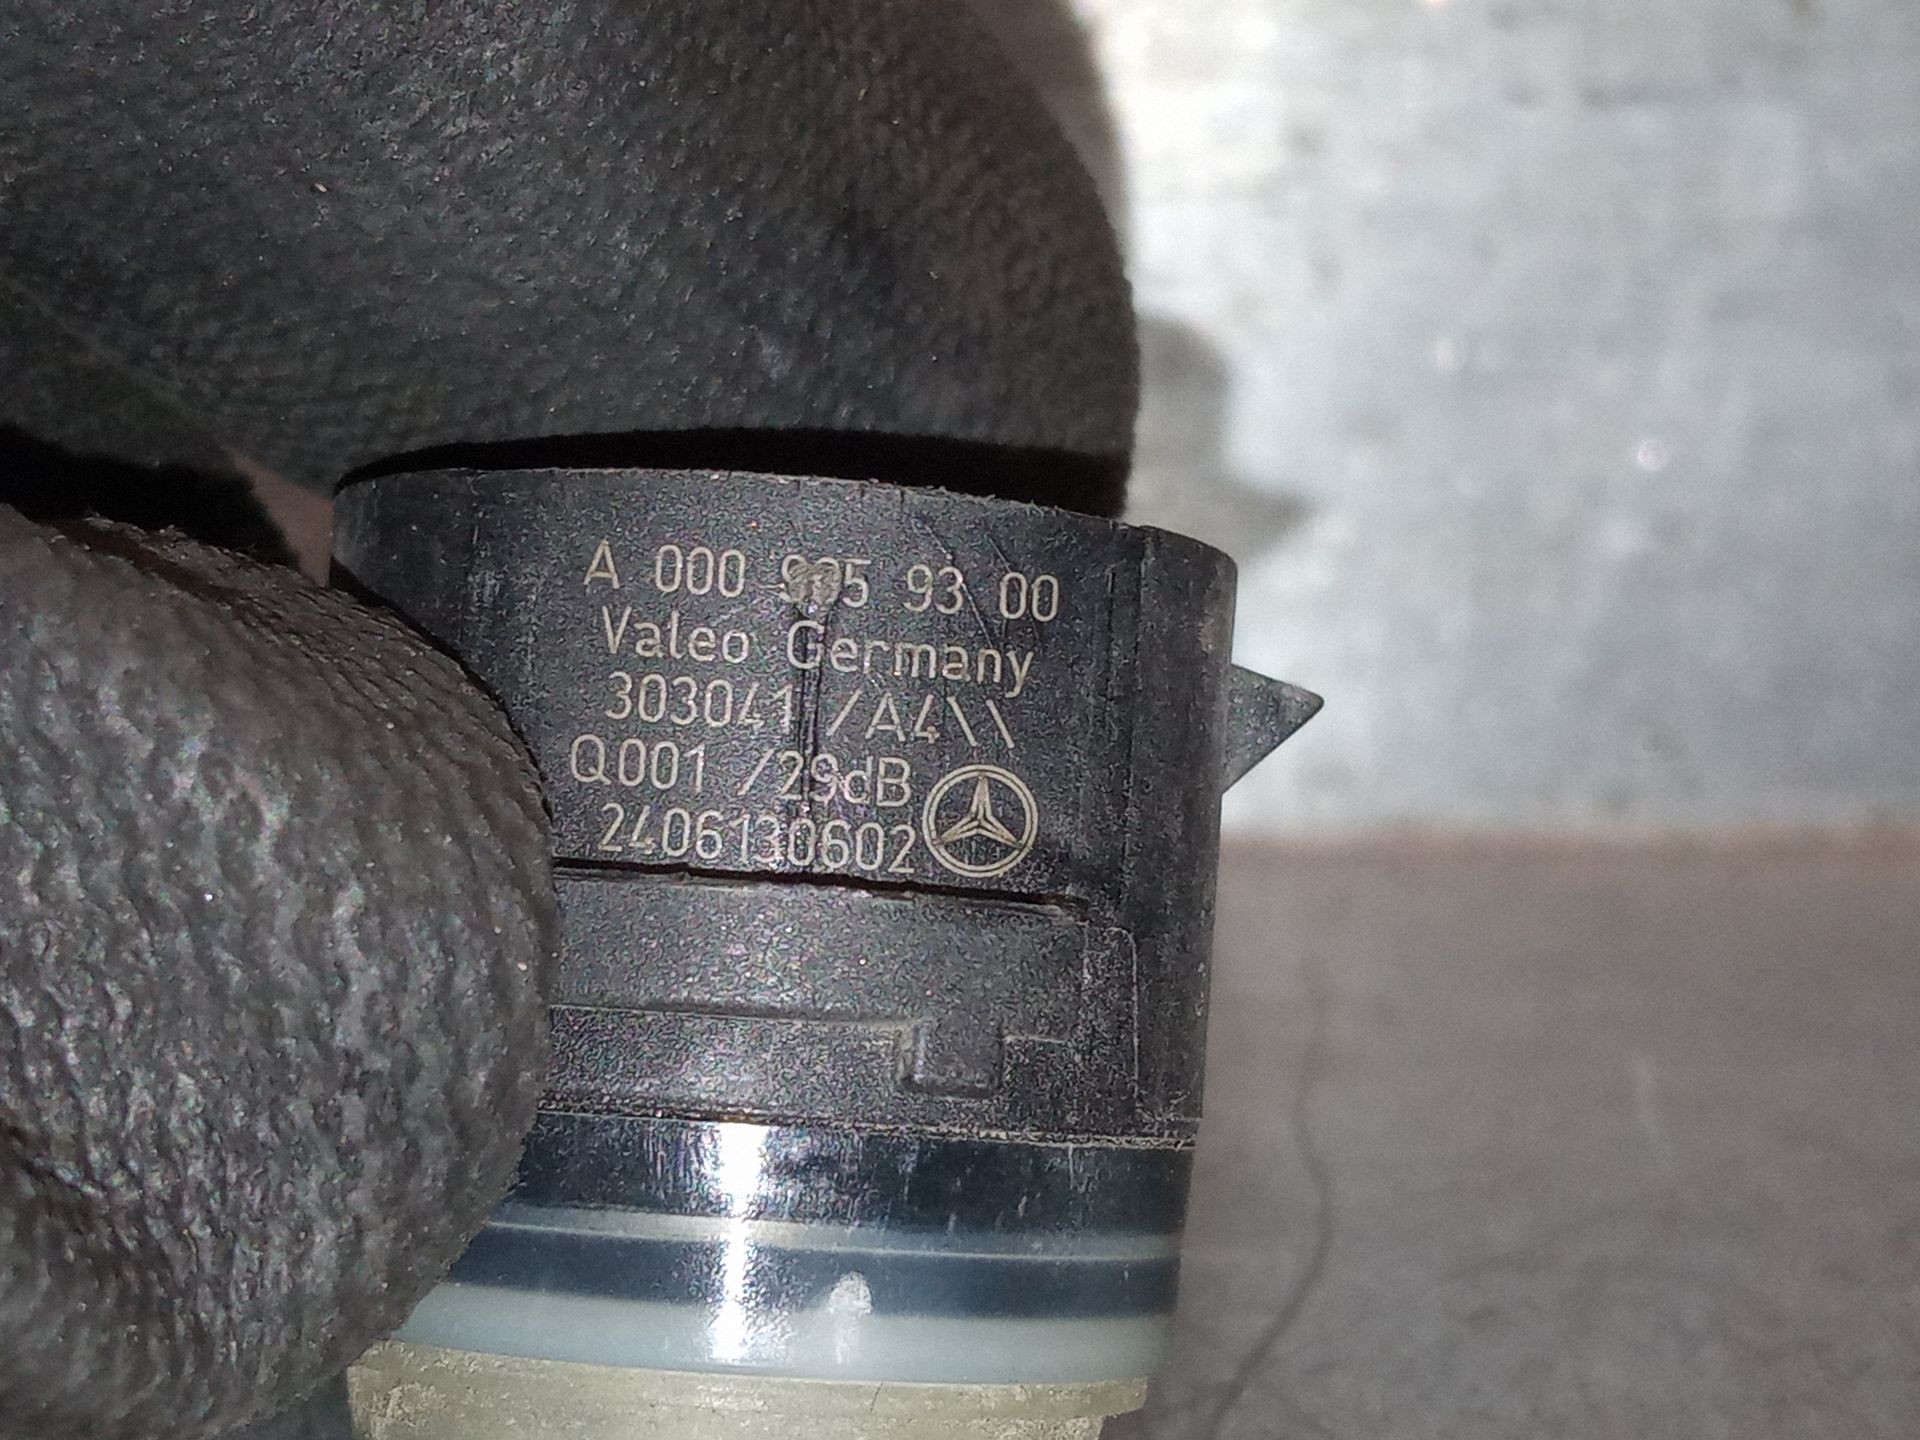 A 000 905 93 00
Valeo Germany
303041 /A4\\
Q001 /29dB
2406130602